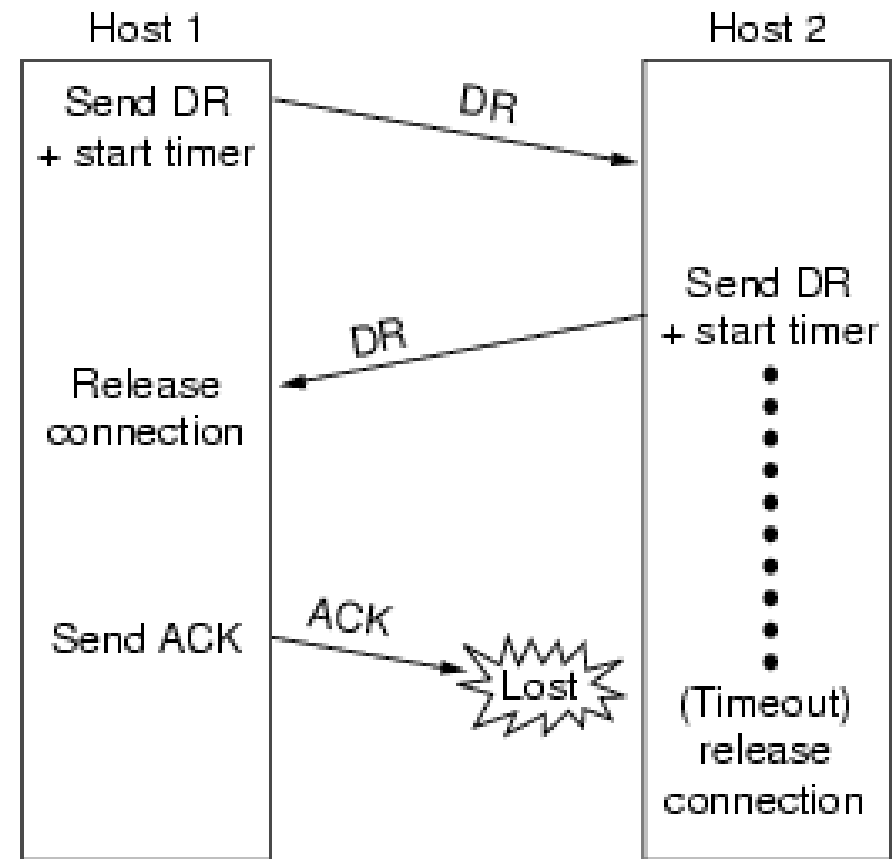 Host 1
Host 2
Send DR
+ start timer
DR
Send DR
+ start timer
DR
Release
connection
Send ACK
ACK
Lost
(Timeout)
release
connection